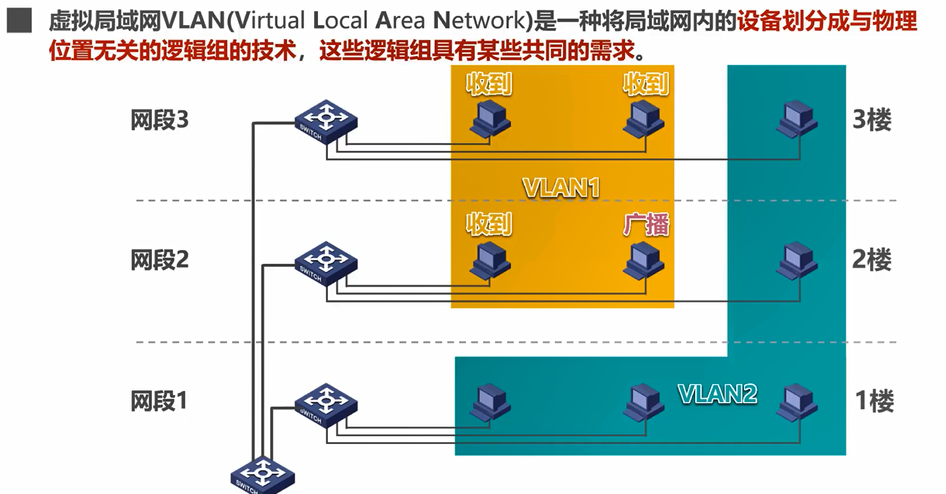 虚拟局域网VLAN(Virtual Local Area Network)是一种将局域网内的设备划分成与物理
位置无关的逻辑组的技术，这些逻辑组具有某些共同的需求。
收到 收到
网段3 SWITCH 3楼
VLAN1
收到 广播
网段2 SWITCH 2楼
VLAN2
网段1 SWITCH 1楼
SWITCH